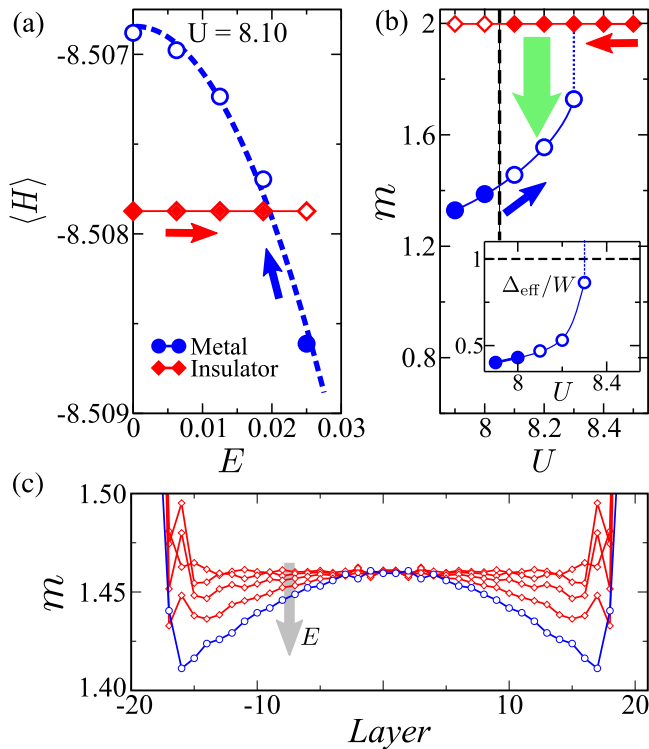 (a)
U = 8.10
-8.507
-8.508
-8.509
⟨H⟩
Metal
Insulator
0 0.01 0.02 0.03
E
(b)
2
1.6
1.2
0.8
m
1
0.5
Δeff/W
8 8.4
U
8 8.2 8.4
U
(c)
1.50
1.45
1.40
m
E
-20 -10 0 10 20
Layer